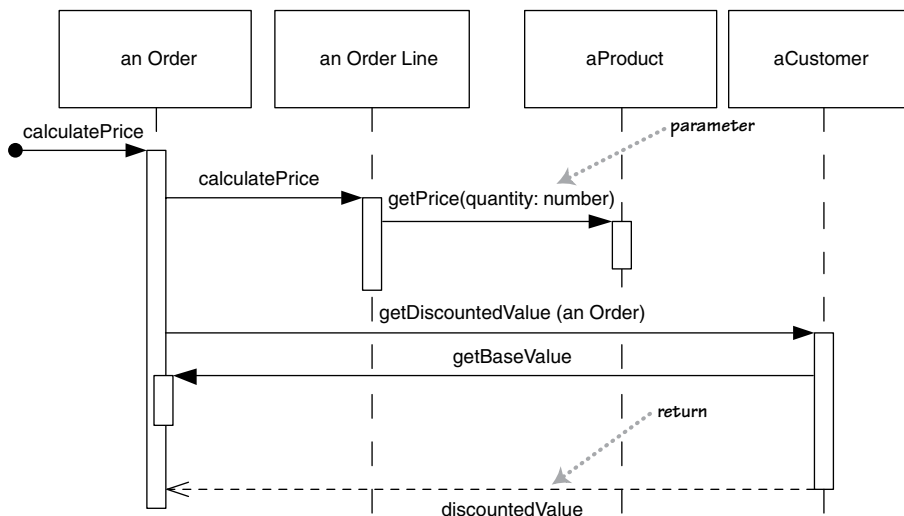 an Order
an Order Line
aProduct
aCustomer
calculatePrice
parameter
calculatePrice
getPrice(quantity: number)
getDiscountedValue (an Order)
getBaseValue
return
discountedValue